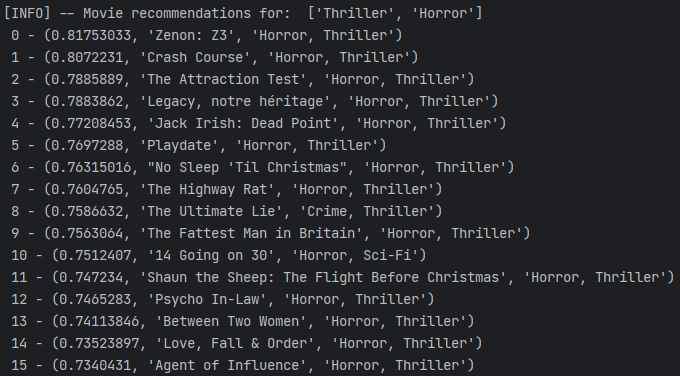 [INFO] -- Movie recommendations for:  ['Thriller', 'Horror']
0 - (0.81753033, 'Zenon: Z3', 'Horror, Thriller')
1 - (0.8072231, 'Crash Course', 'Horror, Thriller')
2 - (0.7885889, 'The Attraction Test', 'Horror, Thriller')
3 - (0.7883862, 'Legacy, notre héritage', 'Horror, Thriller')
4 - (0.77208453, 'Jack Irish: Dead Point', 'Horror, Thriller')
5 - (0.7697288, 'Playdate', 'Horror, Thriller')
6 - (0.76315016, "No Sleep 'Til Christmas", 'Horror, Thriller')
7 - (0.7604765, 'The Highway Rat', 'Horror, Thriller')
8 - (0.7586632, 'The Ultimate Lie', 'Crime, Thriller')
9 - (0.7563064, 'The Fattest Man in Britain', 'Horror, Thriller')
10 - (0.7512407, '14 Going on 30', 'Horror, Sci-Fi')
11 - (0.747234, 'Shaun the Sheep: The Flight Before Christmas', 'Horror, Thriller')
12 - (0.7465283, 'Psycho In-Law', 'Horror, Thriller')
13 - (0.74113846, 'Between Two Women', 'Horror, Thriller')
14 - (0.73523897, 'Love, Fall & Order', 'Horror, Thriller')
15 - (0.7340431, 'Agent of Influence', 'Horror, Thriller')